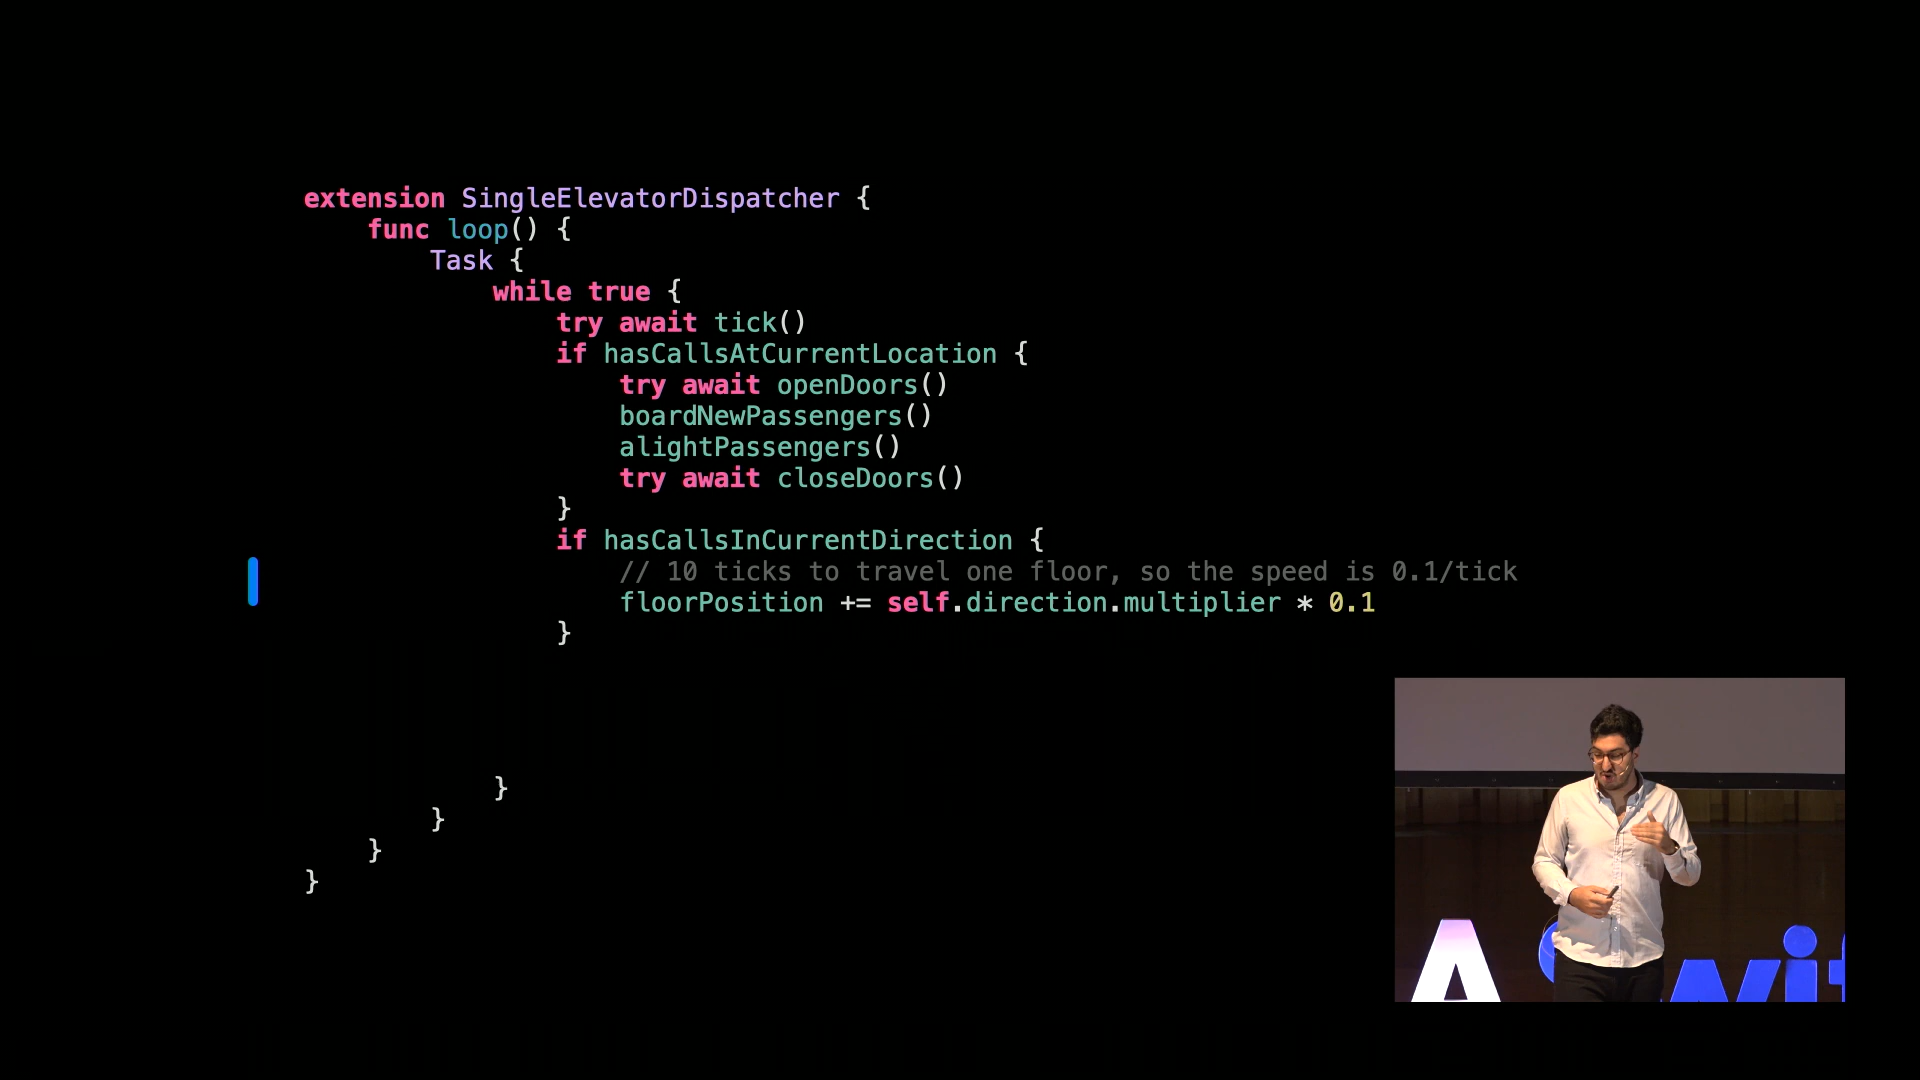 extension SingleElevatorDispatcher {
func loop() {
Task {
while true {
try await tick()
if hasCallsAtCurrentLocation {
try await openDoors()
boardNewPassengers()
alightPassengers()
try await closeDoors()
}
if hasCallsInCurrentDirection {
// 10 ticks to travel one floor, so the speed is 0.1/tick
floorPosition += self.direction.multiplier * 0.1
}
}
}
}
}
A Swif